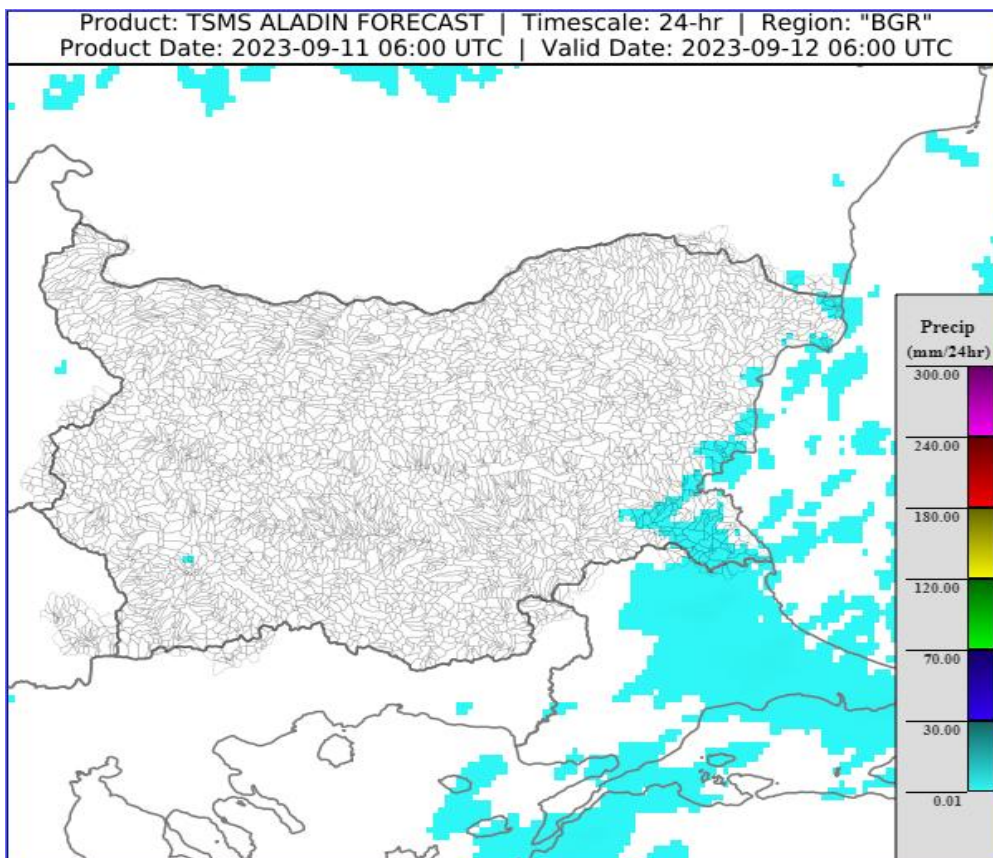 Product: TSMS ALADIN FORECAST | Timescale: 24-hr | Region: "BGR"
Product Date: 2023-09-11 06:00 UTC | Valid Date: 2023-09-12 06:00 UTC
Precip
(mm/24hr)
300.00
240.00
180.00
120.00
70.00
30.00
0.01